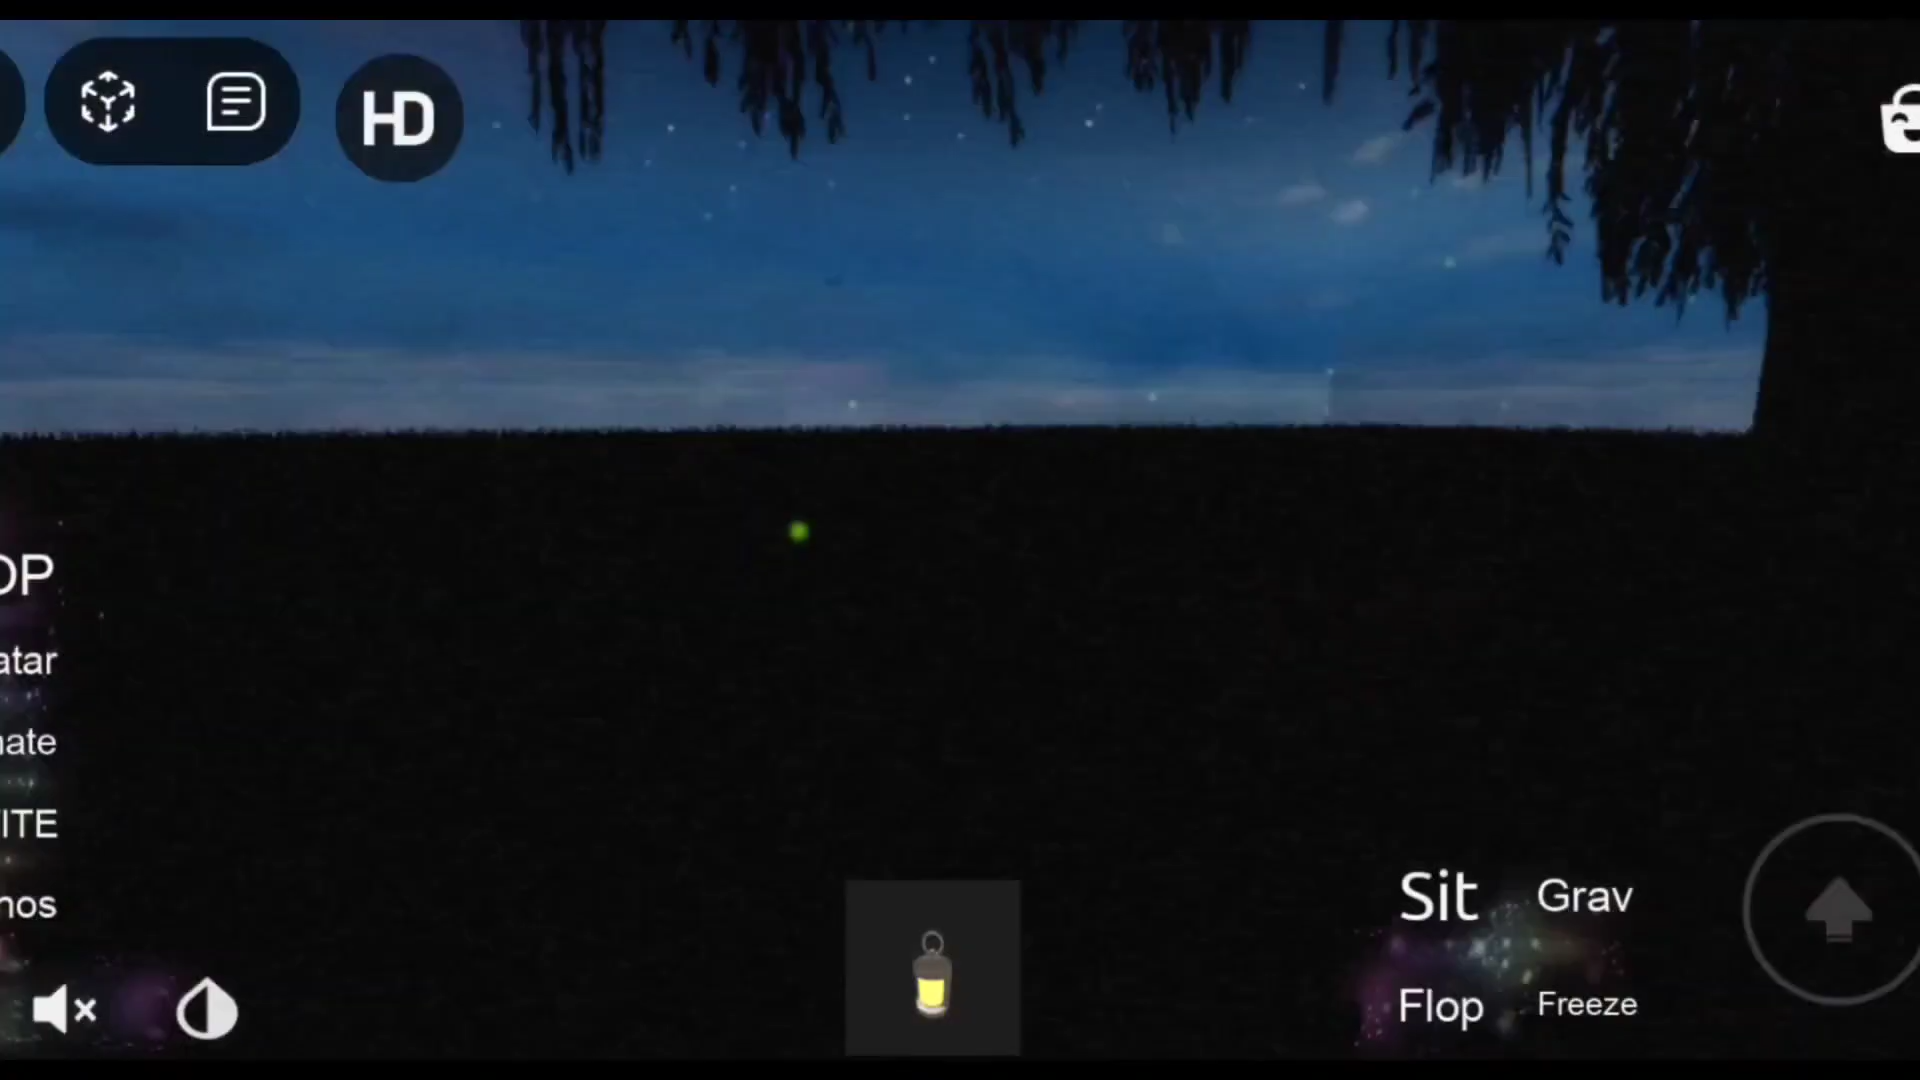 HD
OP
atar
nate
ITE
nos
Sit
Grav
Flop
Freeze